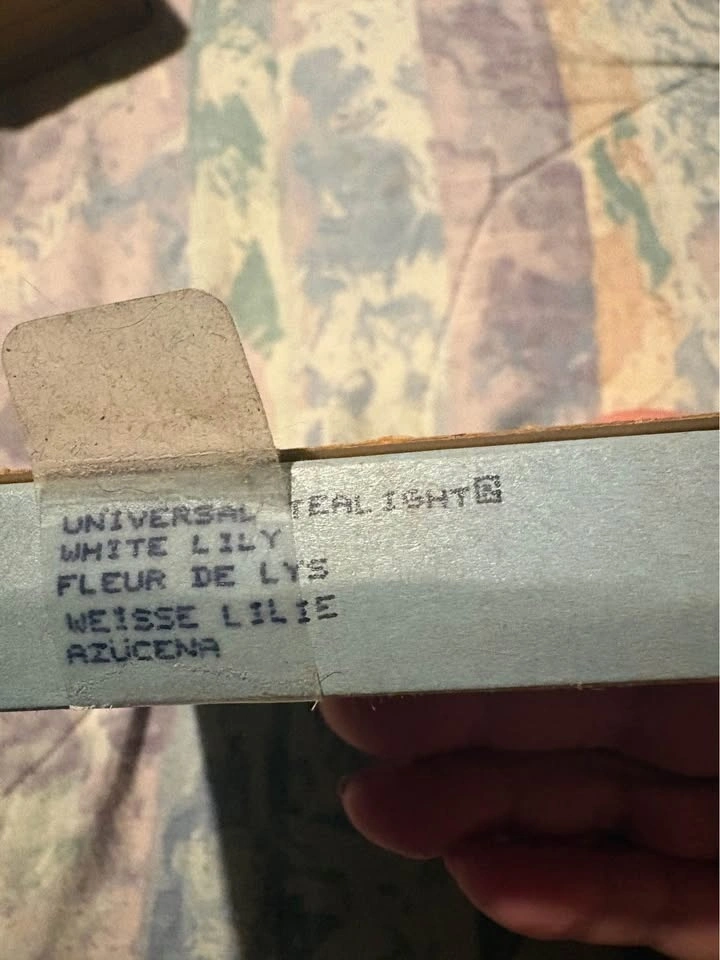 UNIVERSAL TEALIGHT®
WHITE LILY
FLEUR DE LYS
WEISSE LILIE
AZUCENA